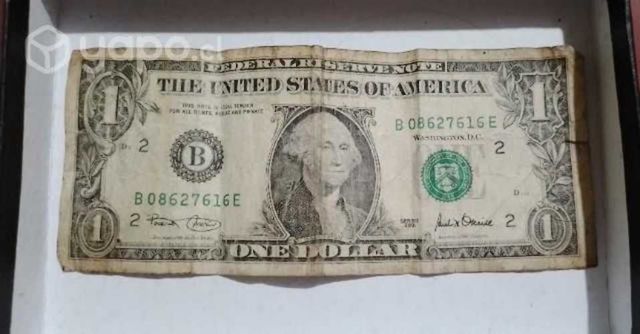 yapo.cl
FEDERAL RESERVE NOTE
THE UNITED STATES OF AMERICA
THIS NOTE IS LEGAL TENDER
FOR ALL DEBTS, PUBLIC AND PRIVATE
1
1
B 08627616 E
WASHINGTON, D.C.
2
2
B
B 08627616 E
2
SERIES
2
1
1
ONE DOLLAR